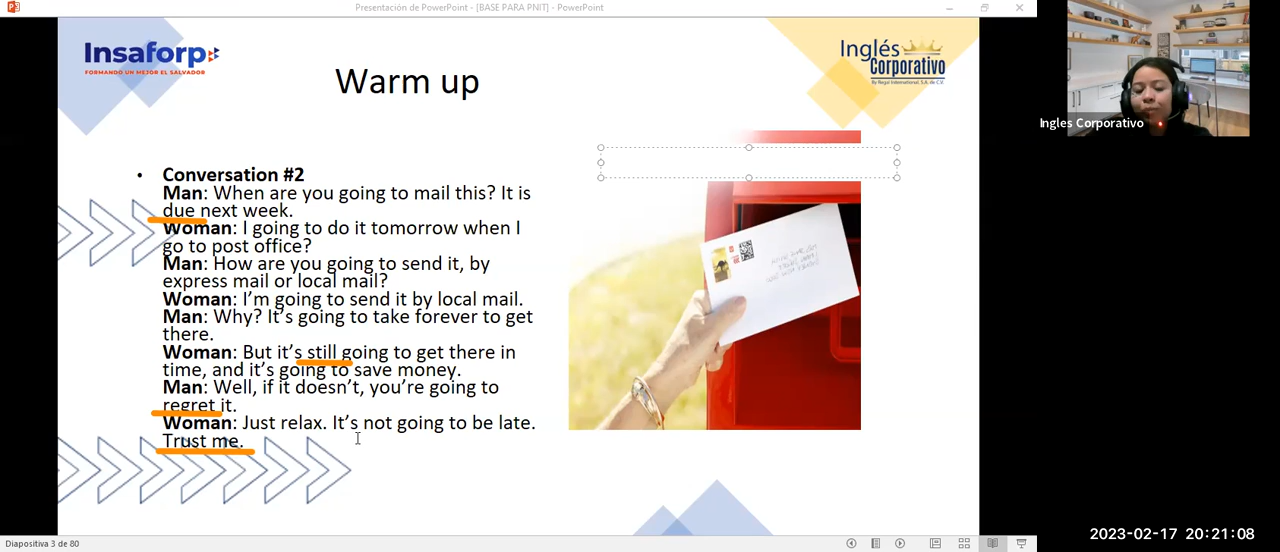 Presentación de PowerPoint - [BASE PARA PNIT] - PowerPoint
Insaforp
FORMANDO UN MEJOR EL SALVADOR
Inglés
Corporativo
By Regal International, S.A. de C.V.
Warm up
Ingles Corporativo
• Conversation #2
Man: When are you going to mail this? It is
due next week.
Woman: I going to do it tomorrow when I
go to post office?
Man: How are you going to send it, by
express mail or local mail?
Woman: I'm going to send it by local mail.
Man: Why? It's going to take forever to get
there.
Woman: But it's still going to get there in
time, and it's going to save money.
Man: Well, if it doesn't, you're going to
regret it.
Woman: Just relax. It's not going to be late.
Trust me.
Diapositiva 3 de 80
2023-02-17 20:21:08